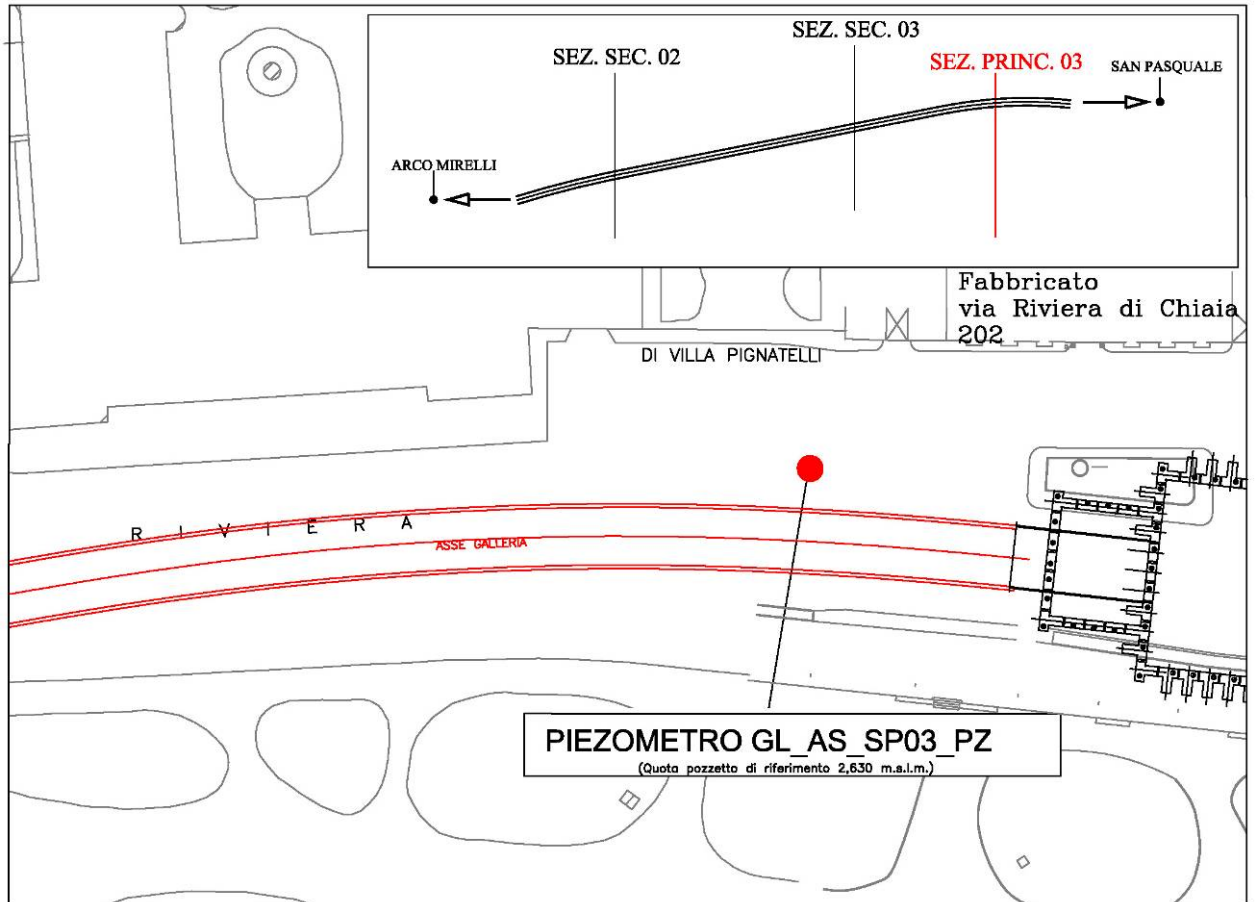 SEZ. SEC. 02
SEZ. SEC. 03
SEZ. PRINC. 03
SAN PASQUALE
ARCO MIRELLI
Fabbricato
via Riviera di Chiaia
202
DI VILLA PIGNATELLI
RIVIERA
ASSE GALLERIA
PIEZOMETRO GL_AS_SP03_PZ
(Quota pozzetto di riferimento 2,630 m.s.l.m.)